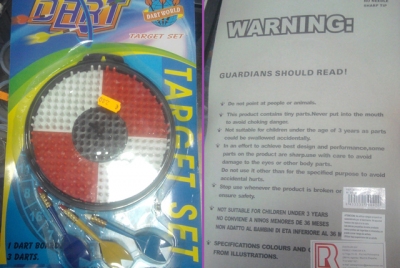 DART
TARGET SET
DART WORLD
TARGET SET
1 DART BOARD
3 DARTS.
WARNING:
GUARDIANS SHOULD READ!
Do not point at people or animals.
This product contains tiny parts.Never put into the mouth
to avoid choking danger.
Not suitable for children under the age of 3 years as parts
could be swallowed accidentally.
In an effort to achieve best design and performance,some
parts on the product are sharp,use with case to avoid
damage to the eyes or other body parts.
Do not use it other than for the specified purpose to avoid
accidental hurts.
Stop use whenever the product is broken or
ensure safety.
NOT SUITABLE FOR CHILDREN UNDER 3 YEARS
NO CONVIENE A NINOS MENORES DE 36 MESES
NON ADATTO AL BAMBINI DI ETA INFERIORE AL 36
SPECIFICATIONS COLOURS AND
FROM ILLUSTRATIONS.
R